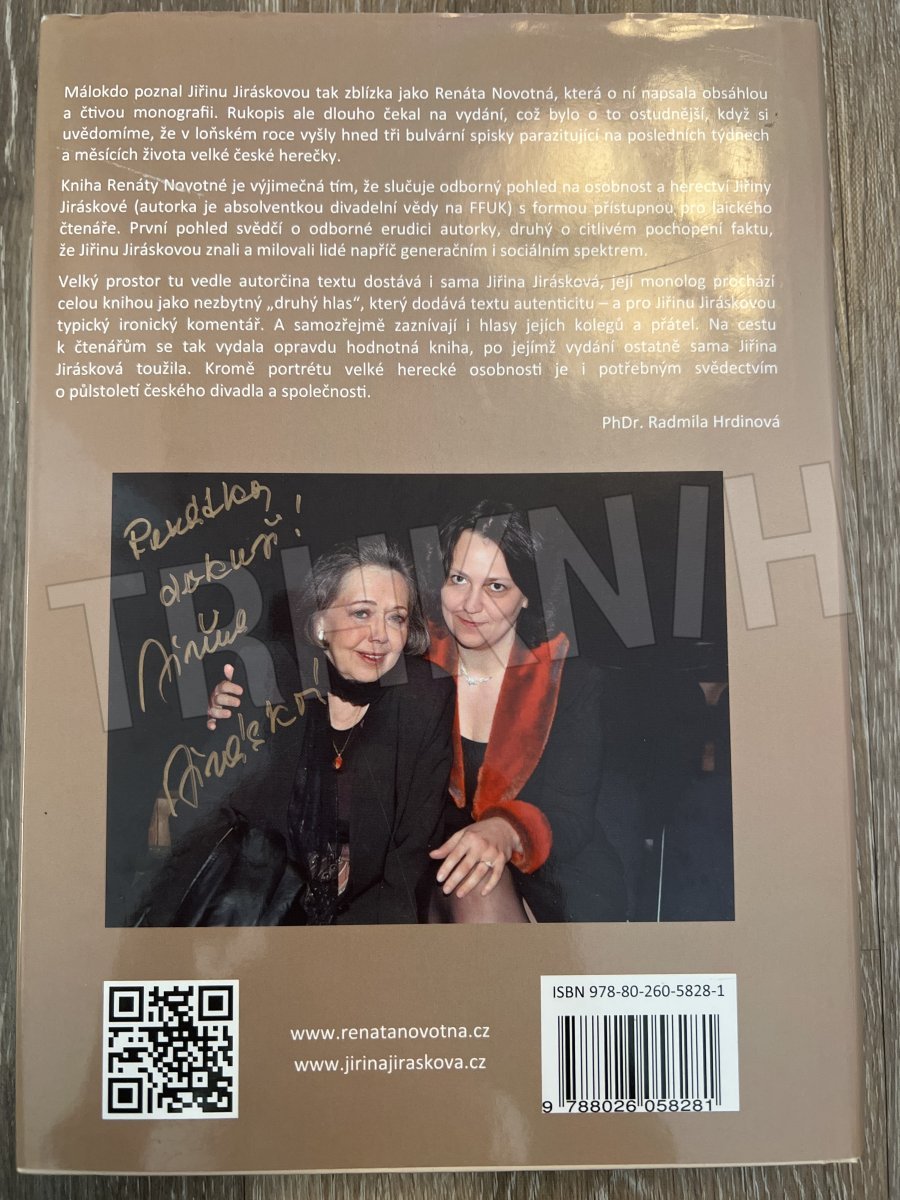 Málokdo poznal Jiřinu Jiráskovou tak zblízka jako Renáta Novotná, která o ní napsala obsáhlou
a čtivou monografii. Rukopis ale dlouho čekal na vydání, což bylo o to ostudnější, když si
uvědomíme, že v loňském roce vyšly hned tři bulvární spisky parazitující na posledních týdnech
a měsících života velké české herečky.
Kniha Renáty Novotné je výjimečná tím, že slučuje odborný pohled na osobnost a herectví Jiřiny
Jiráskové (autorka je absolventkou divadelní vědy na FFUK) s formou přístupnou pro laického
čtenáře. První pohled svědčí o odborné erudici autorky, druhý o citlivém pochopení faktu,
že Jiřinu Jiráskovou znali a milovali lidé napříč generačním i sociálním spektrem.
Velký prostor tu vedle autorčina textu dostává i sama Jiřina Jirásková, její monolog prochází
celou knihou jako nezbytný „druhý hlas“, který dodává textu autenticitu – a pro Jiřinu Jiráskovou
typický ironický komentář. A samozřejmě zaznívají i hlasy jejích kolegů a přátel. Na cestu
k čtenářům se tak vydala opravdu hodnotná kniha, po jejímž vydání ostatně sama Jiřina
Jirásková toužila. Kromě portrétu velké herecké osobnosti je i potřebným svědectvím
o půlstoletí českého divadla a společnosti.
PhDr. Radmila Hrdinová
Jiřina
Jirásková
TRHKNIH
ISBN 978-80-260-5828-1
www.renatanovotna.cz
www.jirinajiraskova.cz
9 788026 058281